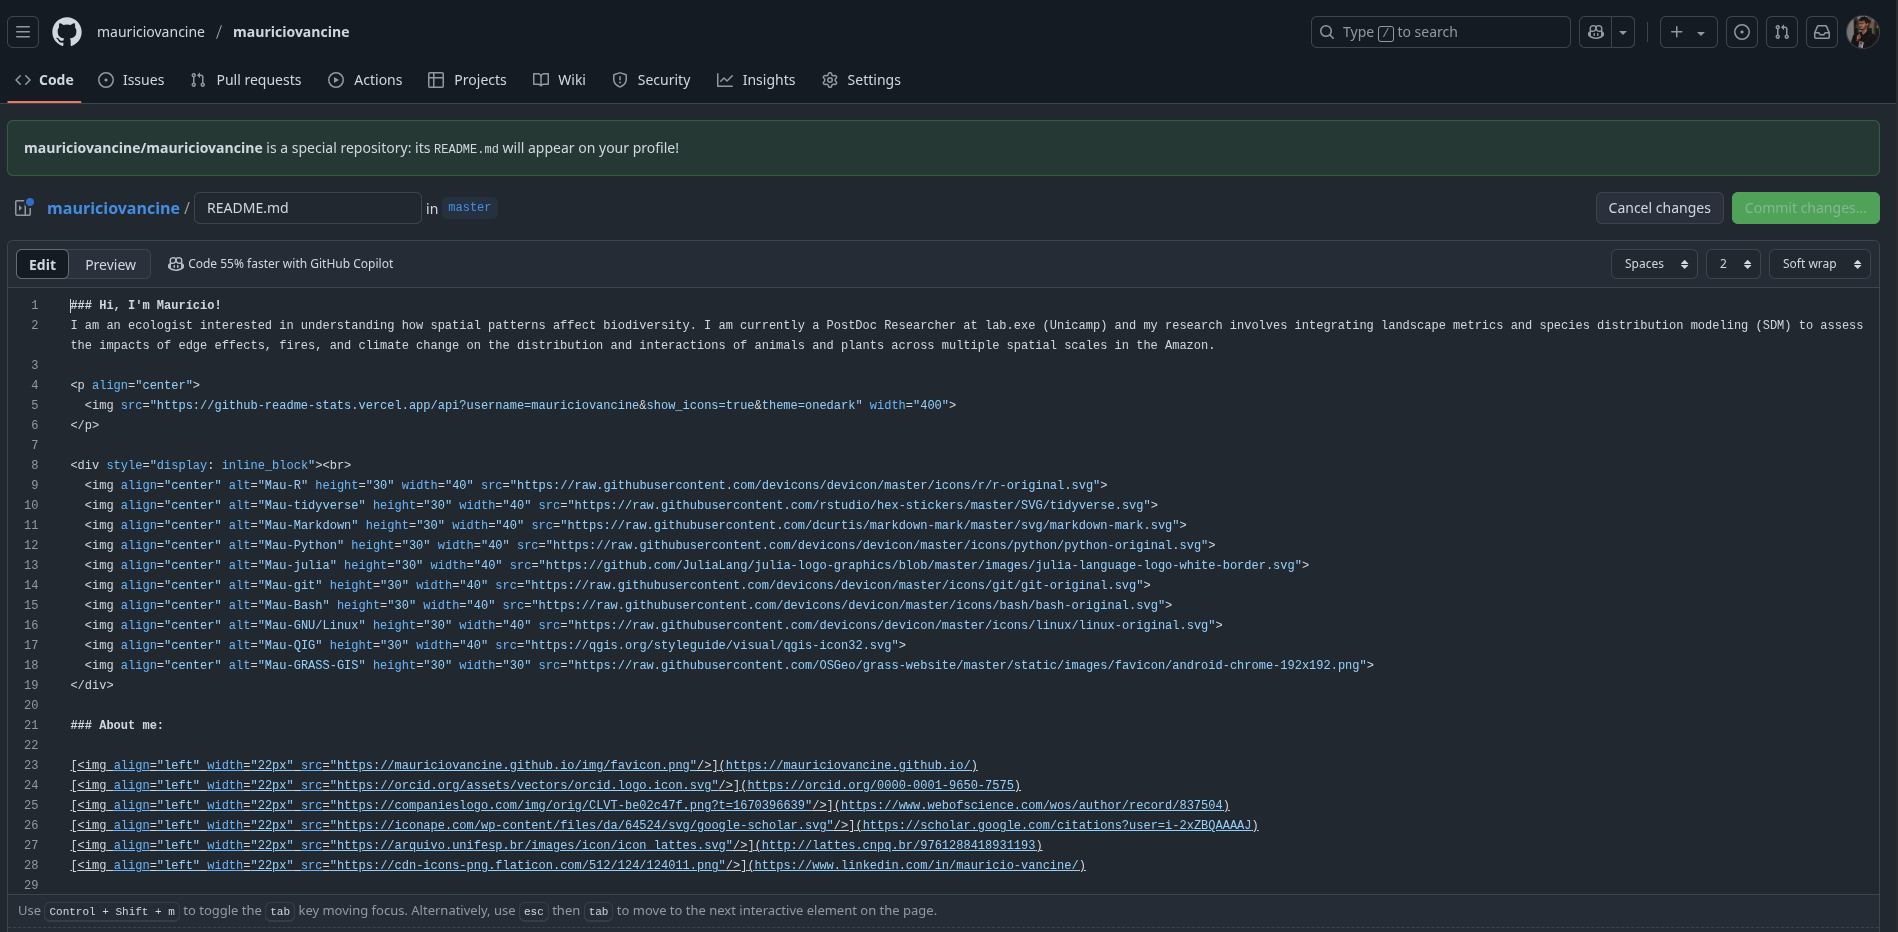 mauriciovancine / mauriciovancine
Type / to search
Code
Issues
Pull requests
Actions
Projects
Wiki
Security
Insights
Settings
mauriciovancine/mauriciovancine is a special repository: its README.md will appear on your profile!
mauriciovancine / README.md in master
Cancel changes
Commit changes...
Edit
Preview
Code 55% faster with GitHub Copilot
Spaces
2
Soft wrap
1 ### Hi, I'm Maurício!
2 I am an ecologist interested in understanding how spatial patterns affect biodiversity. I am currently a PostDoc Researcher at lab.exe (Unicamp) and my research involves integrating landscape metrics and species distribution modeling (SDM) to assess
the impacts of edge effects, fires, and climate change on the distribution and interactions of animals and plants across multiple spatial scales in the Amazon.
3
4 <p align="center">
5   <img src="https://github-readme-stats.vercel.app/api?username=mauriciovancine&show_icons=true&theme=onedark" width="400">
6 </p>
7
8 <div style="display: inline_block"><br>
9   <img align="center" alt="Mau-R" height="30" width="40" src="https://raw.githubusercontent.com/devicons/devicon/master/icons/r/r-original.svg">
10   <img align="center" alt="Mau-tidyverse" height="30" width="40" src="https://raw.githubusercontent.com/rstudio/hex-stickers/master/SVG/tidyverse.svg">
11   <img align="center" alt="Mau-Markdown" height="30" width="40" src="https://raw.githubusercontent.com/dcurtis/markdown-mark/master/svg/markdown-mark.svg">
12   <img align="center" alt="Mau-Python" height="30" width="40" src="https://raw.githubusercontent.com/devicons/devicon/master/icons/python/python-original.svg">
13   <img align="center" alt="Mau-julia" height="30" width="40" src="https://github.com/JuliaLang/julia-logo-graphics/blob/master/images/julia-language-logo-white-border.svg">
14   <img align="center" alt="Mau-git" height="30" width="40" src="https://raw.githubusercontent.com/devicons/devicon/master/icons/git/git-original.svg">
15   <img align="center" alt="Mau-Bash" height="30" width="40" src="https://raw.githubusercontent.com/devicons/devicon/master/icons/bash/bash-original.svg">
16   <img align="center" alt="Mau-GNU/Linux" height="30" width="40" src="https://raw.githubusercontent.com/devicons/devicon/master/icons/linux/linux-original.svg">
17   <img align="center" alt="Mau-QIG" height="30" width="40" src="https://qgis.org/styleguide/visual/qgis-icon32.svg">
18   <img align="center" alt="Mau-GRASS-GIS" height="30" width="30" src="https://raw.githubusercontent.com/OSGeo/grass-website/master/static/images/favicon/android-chrome-192x192.png">
19 </div>
20
21 ### About me:
22
23 [<img align="left" width="22px" src="https://mauriciovancine.github.io/img/favicon.png"/>](https://mauriciovancine.github.io/)
24 [<img align="left" width="22px" src="https://orcid.org/assets/vectors/orcid.logo.icon.svg"/>](https://orcid.org/0000-0001-9650-7575)
25 [<img align="left" width="22px" src="https://companieslogo.com/img/orig/CLVT-be02c47f.png?t=1670396639"/>](https://www.webofscience.com/wos/author/record/837504)
26 [<img align="left" width="22px" src="https://iconape.com/wp-content/files/da/64524/svg/google-scholar.svg"/>](https://scholar.google.com/citations?user=i-2xZBQAAAAJ)
27 [<img align="left" width="22px" src="https://arquivo.unifesp.br/images/icon/icon_lattes.svg"/>](http://lattes.cnpq.br/9761288418931193)
28 [<img align="left" width="22px" src="https://cdn-icons-png.flaticon.com/512/124/124011.png"/>](https://www.linkedin.com/in/mauricio-vancine/)
29
Use Control + Shift + m to toggle the tab key moving focus. Alternatively, use esc then tab to move to the next interactive element on the page.